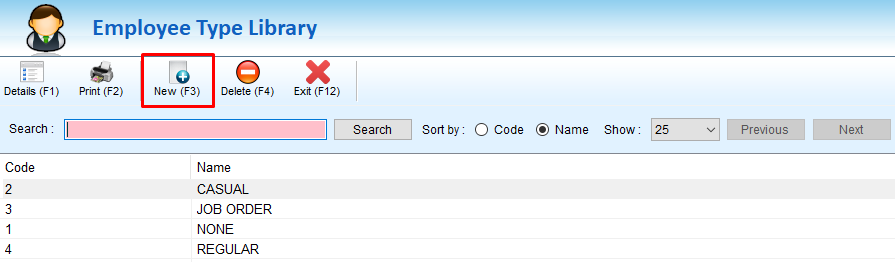 Employee Type Library
Details (F1) Print (F2) New (F3) Delete (F4) Exit (F12)
Search : Search Sort by : Code Name Show : 25 Previous Next
Code Name
2 CASUAL
3 JOB ORDER
1 NONE
4 REGULAR